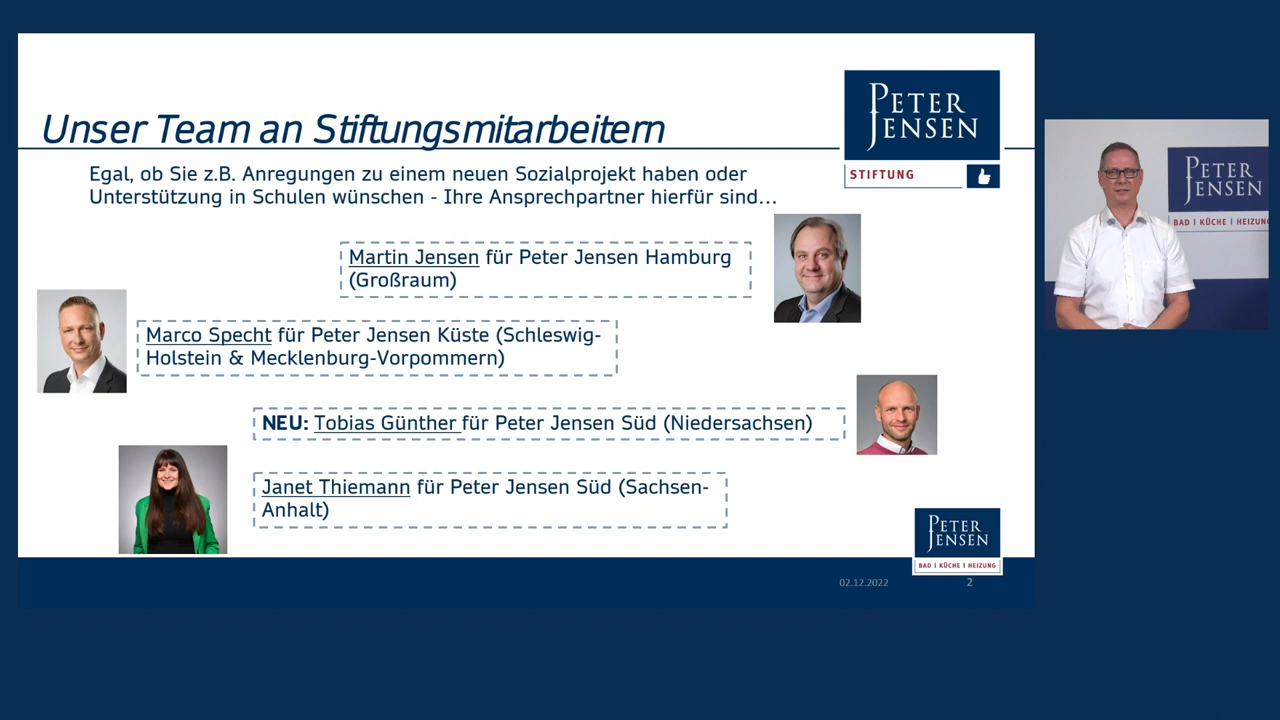 Unser Team an Stiftungsmitarbeitern
PETER
JENSEN
STIFTUNG
Egal, ob Sie z.B. Anregungen zu einem neuen Sozialprojekt haben oder
Unterstützung in Schulen wünschen - Ihre Ansprechpartner hierfür sind...
PETER
JENSEN
BAD | KÜCHE | HEIZUNG
Martin Jensen für Peter Jensen Hamburg
(Großraum)
Marco Specht für Peter Jensen Küste (Schleswig-
Holstein & Mecklenburg-Vorpommern)
NEU: Tobias Günther für Peter Jensen Süd (Niedersachsen)
Janet Thiemann für Peter Jensen Süd (Sachsen-
Anhalt)
PETER
JENSEN
BAD | KÜCHE | HEIZUNG
02.12.2022
2